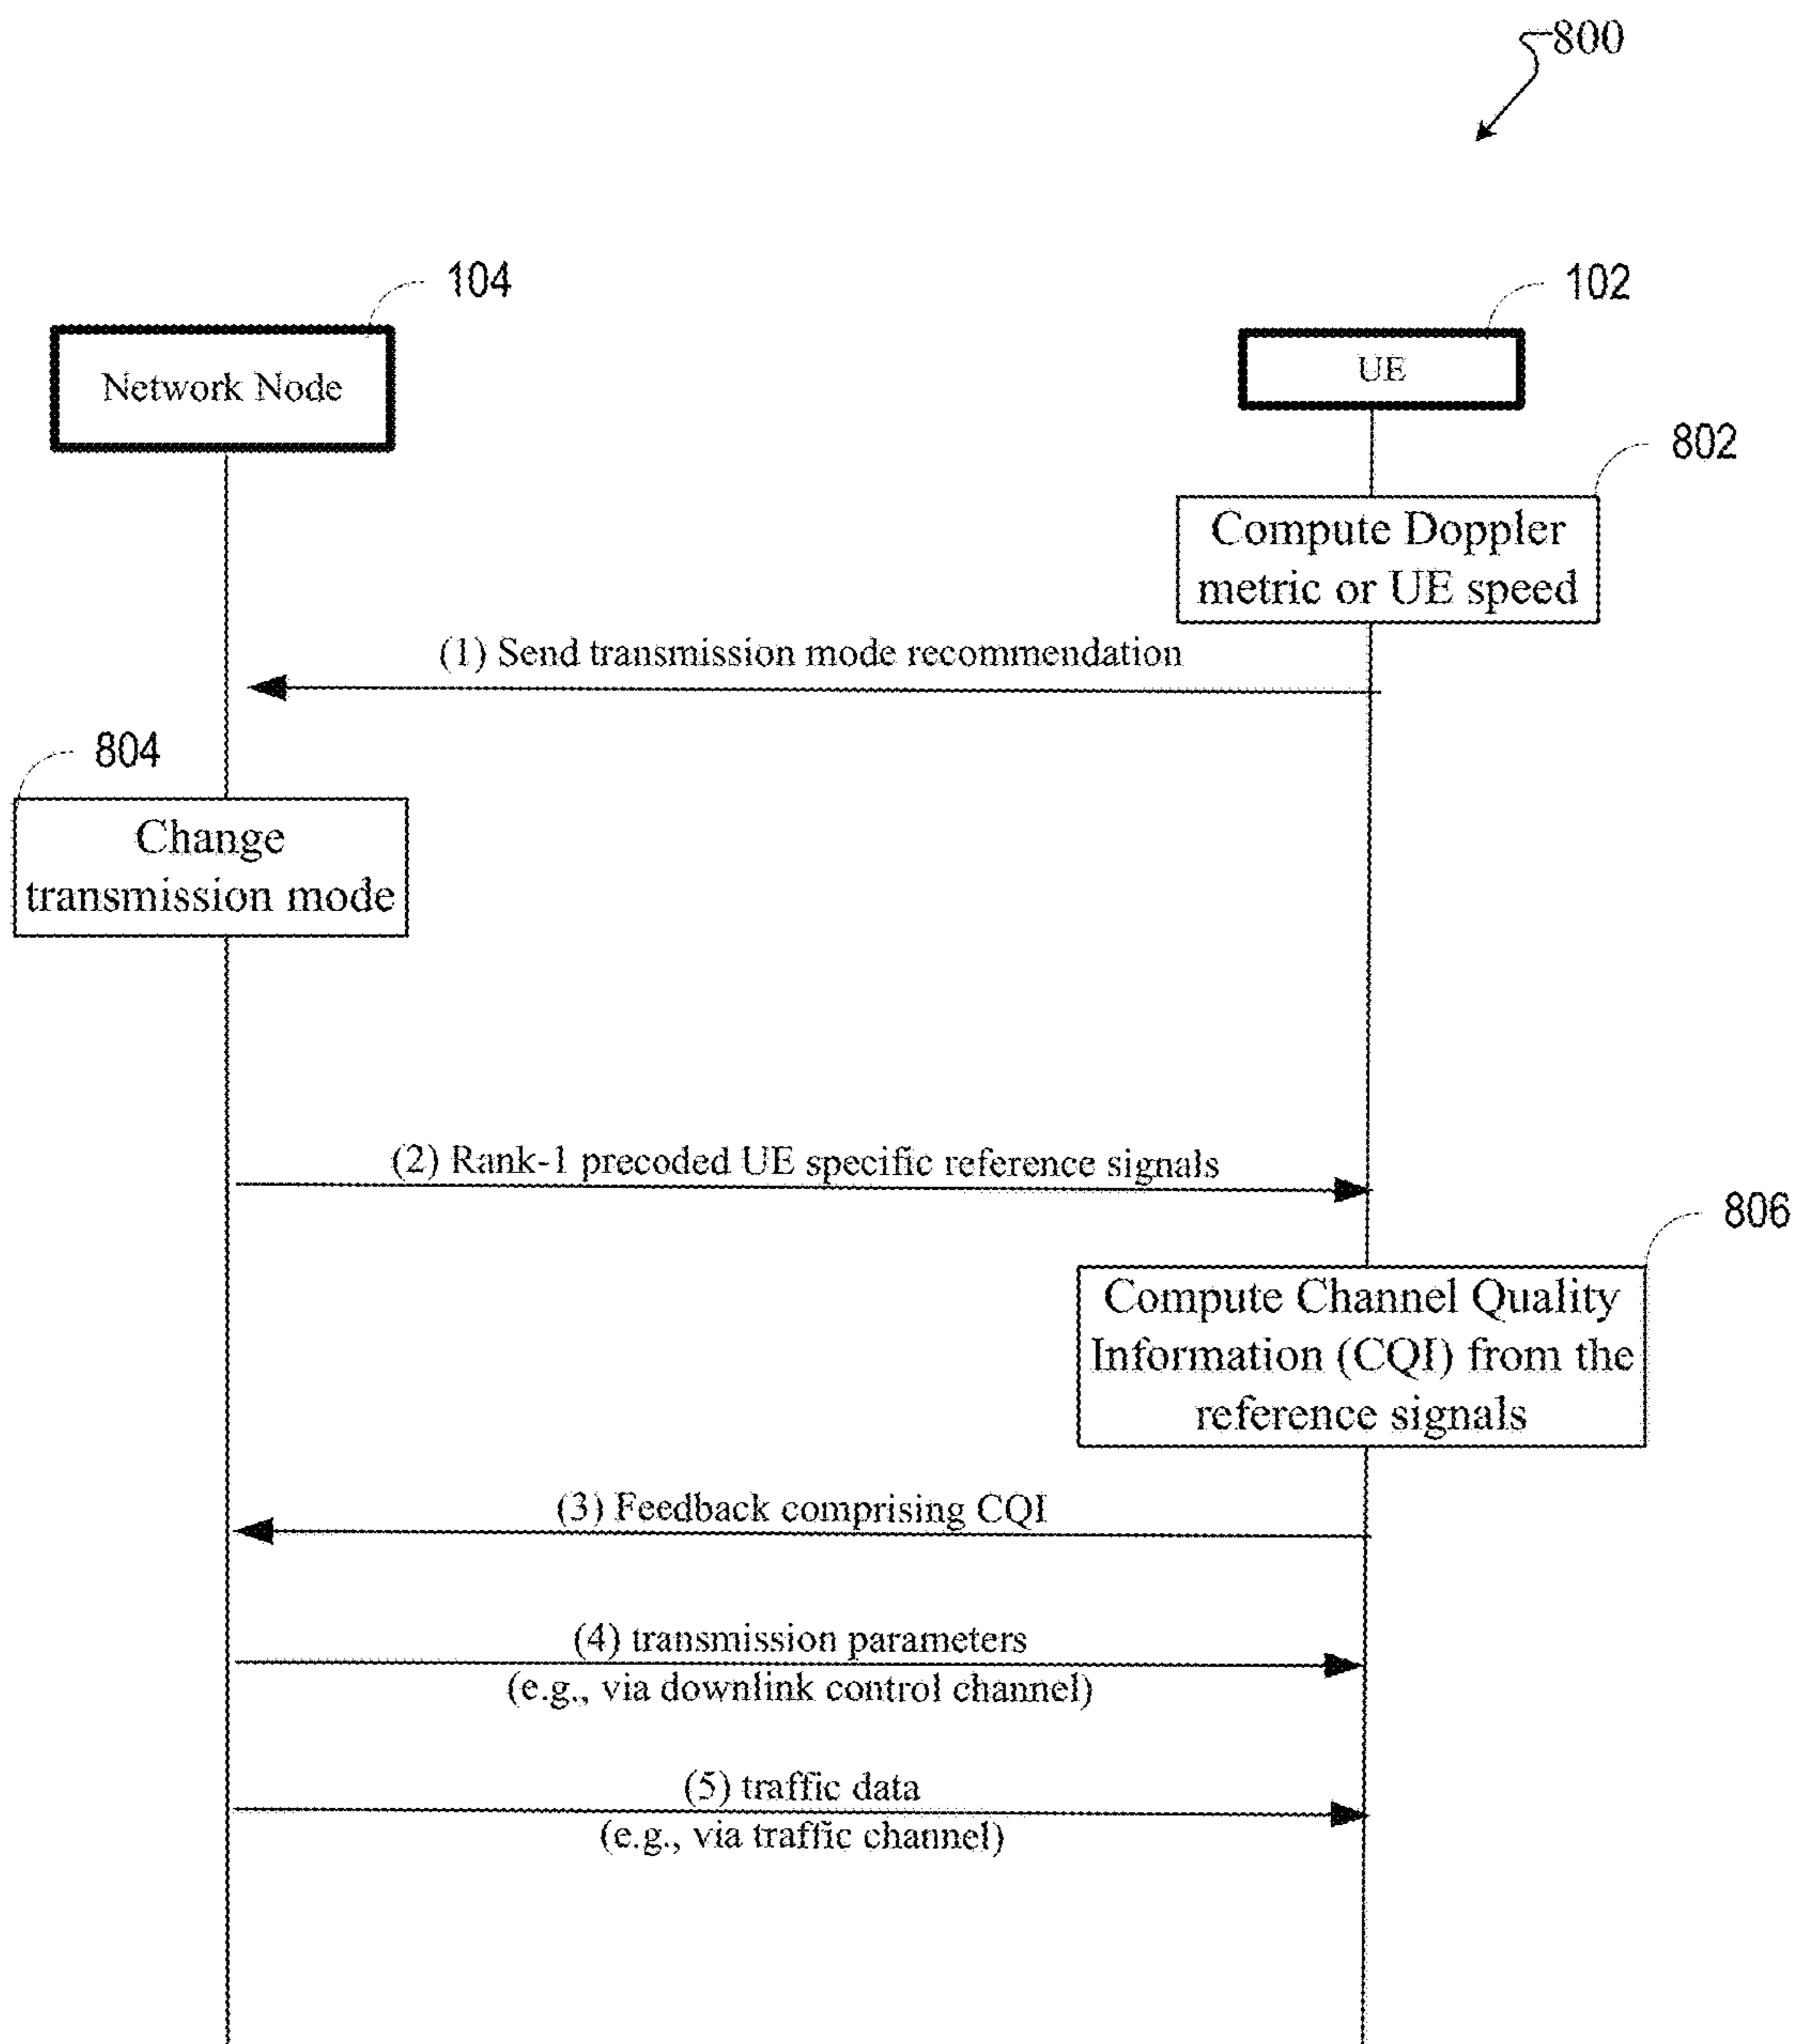 800
104
102
Network Node
UE
802
Compute Doppler
metric or UE speed
(1) Send transmission mode recommendation
804
Change
transmission mode
(2) Rank-1 precoded UE specific reference signals
806
Compute Channel Quality
Information (CQI) from the
reference signals
(3) Feedback comprising CQI
(4) transmission parameters
(e.g., via downlink control channel)
(5) traffic data
(e.g., via traffic channel)